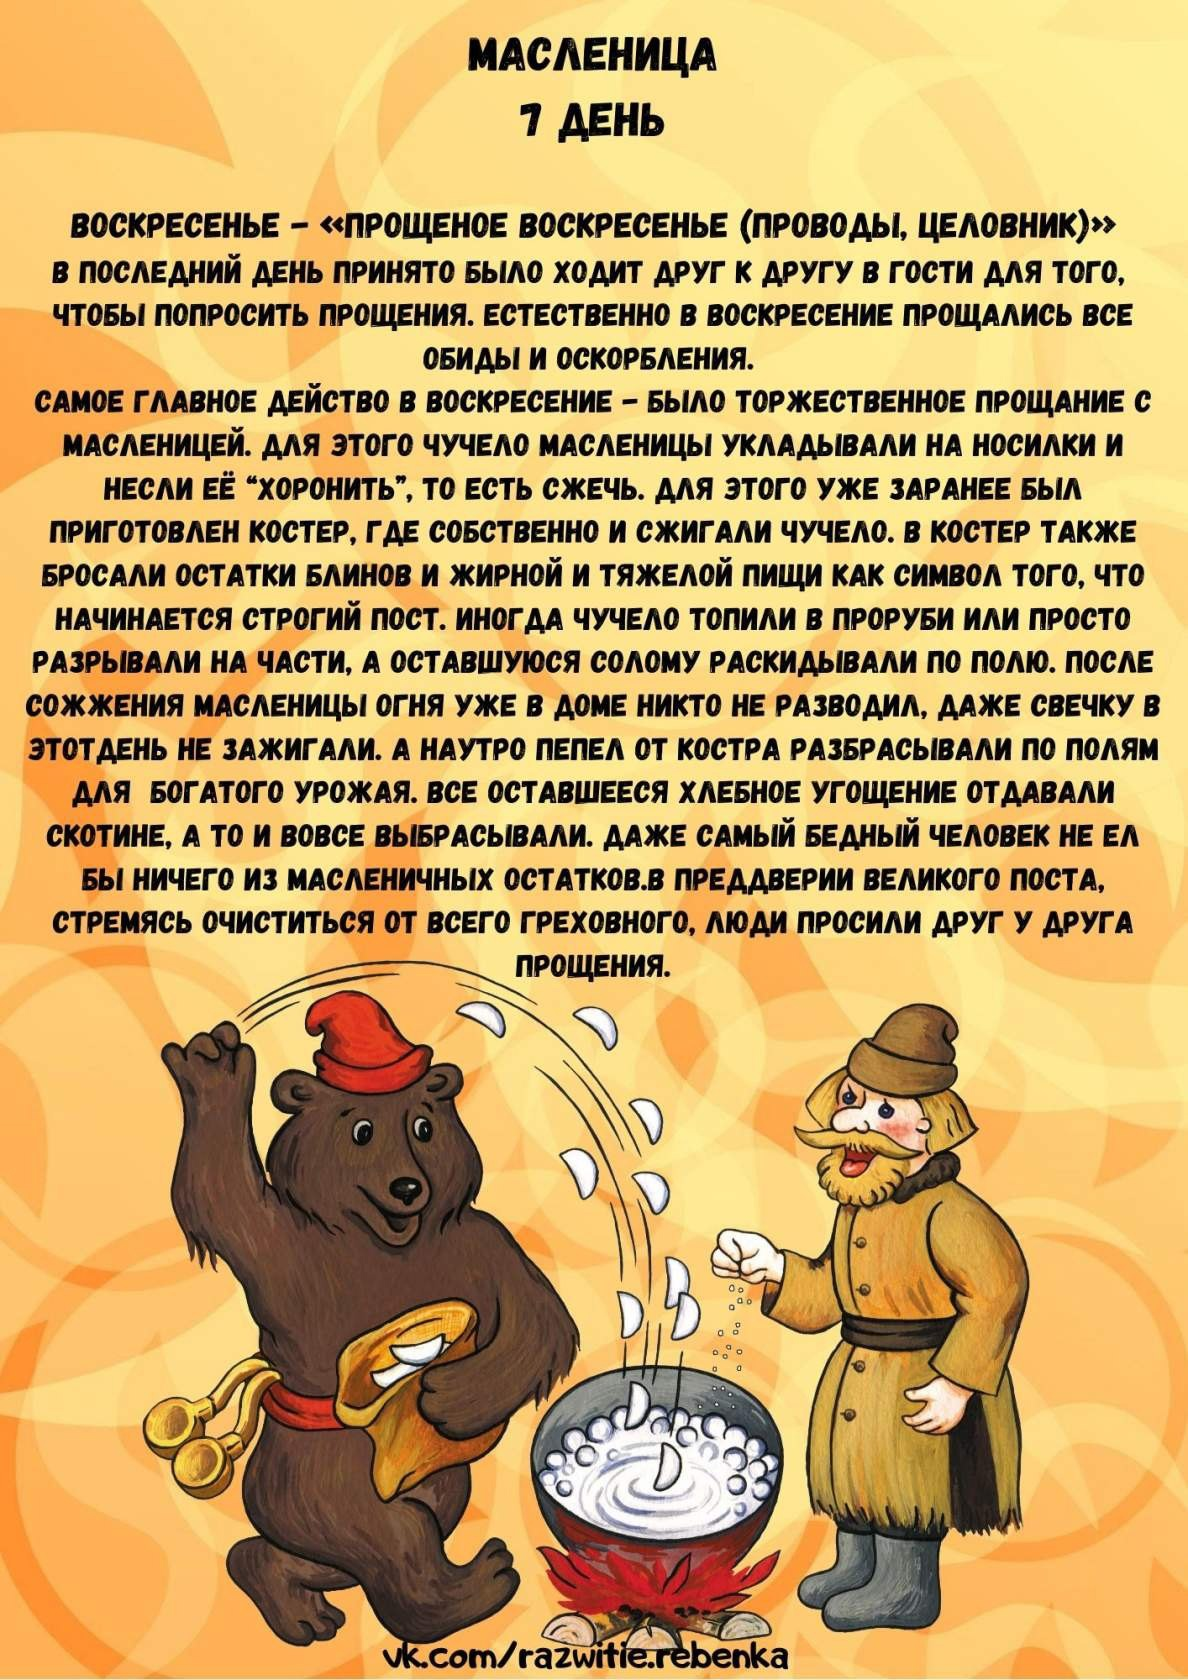 МАСЛЕНИЦА
7 ДЕНЬ
ВОСКРЕСЕНЬЕ – «ПРОЩЕНОЕ ВОСКРЕСЕНЬЕ (ПРОВОДЫ, ЦЕЛОВНИК)»
В ПОСЛЕДНИЙ ДЕНЬ ПРИНЯТО БЫЛО ХОДИТ ДРУГ К ДРУГУ В ГОСТИ ДЛЯ ТОГО,
ЧТОБЫ ПОПРОСИТЬ ПРОЩЕНИЯ. ЕСТЕСТВЕННО В ВОСКРЕСЕНИЕ ПРОЩАЛИСЬ ВСЕ
ОБИДЫ И ОСКОРБЛЕНИЯ.
САМОЕ ГЛАВНОЕ ДЕЙСТВО В ВОСКРЕСЕНИЕ – БЫЛО ТОРЖЕСТВЕННОЕ ПРОЩАНИЕ С
МАСЛЕНИЦЕЙ. ДЛЯ ЭТОГО ЧУЧЕЛО МАСЛЕНИЦЫ УКЛАДЫВАЛИ НА НОСИЛКИ И
НЕСЛИ ЕЁ “ХОРОНИТЬ”, ТО ЕСТЬ СЖЕЧЬ. ДЛЯ ЭТОГО УЖЕ ЗАРАНЕЕ БЫЛ
ПРИГОТОВЛЕН КОСТЕР, ГДЕ СОБСТВЕННО И СЖИГАЛИ ЧУЧЕЛО. В КОСТЕР ТАКЖЕ
БРОСАЛИ ОСТАТКИ БЛИНОВ И ЖИРНОЙ И ТЯЖЕЛОЙ ПИЩИ КАК СИМВОЛ ТОГО, ЧТО
НАЧИНАЕТСЯ СТРОГИЙ ПОСТ. ИНОГДА ЧУЧЕЛО ТОПИЛИ В ПРОРУБИ ИЛИ ПРОСТО
РАЗРЫВАЛИ НА ЧАСТИ, А ОСТАВШУЮСЯ СОЛОМУ РАСКИДЫВАЛИ ПО ПОЛЮ. ПОСЛЕ
СОЖЖЕНИЯ МАСЛЕНИЦЫ ОГНЯ УЖЕ В ДОМЕ НИКТО НЕ РАЗВОДИЛ, ДАЖЕ СВЕЧКУ В
ЭТОТДЕНЬ НЕ ЗАЖИГАЛИ. А НАУТРО ПЕПЕЛ ОТ КОСТРА РАЗБРАСЫВАЛИ ПО ПОЛЯМ
ДЛЯ БОГАТОГО УРОЖАЯ. ВСЕ ОСТАВШЕЕСЯ ХЛЕБНОЕ УГОЩЕНИЕ ОТДАВАЛИ
СКОТИНЕ, А ТО И ВОВСЕ ВЫБРАСЫВАЛИ. ДАЖЕ САМЫЙ БЕДНЫЙ ЧЕЛОВЕК НЕ ЕЛ
БЫ НИЧЕГО ИЗ МАСЛЕНИЧНЫХ ОСТАТКОВ.В ПРЕДДВЕРИИ ВЕЛИКОГО ПОСТА,
СТРЕМЯСЬ ОЧИСТИТЬСЯ ОТ ВСЕГО ГРЕХОВНОГО, ЛЮДИ ПРОСИЛИ ДРУГ У ДРУГА
ПРОЩЕНИЯ.
vk.com/razwitie.rebenka